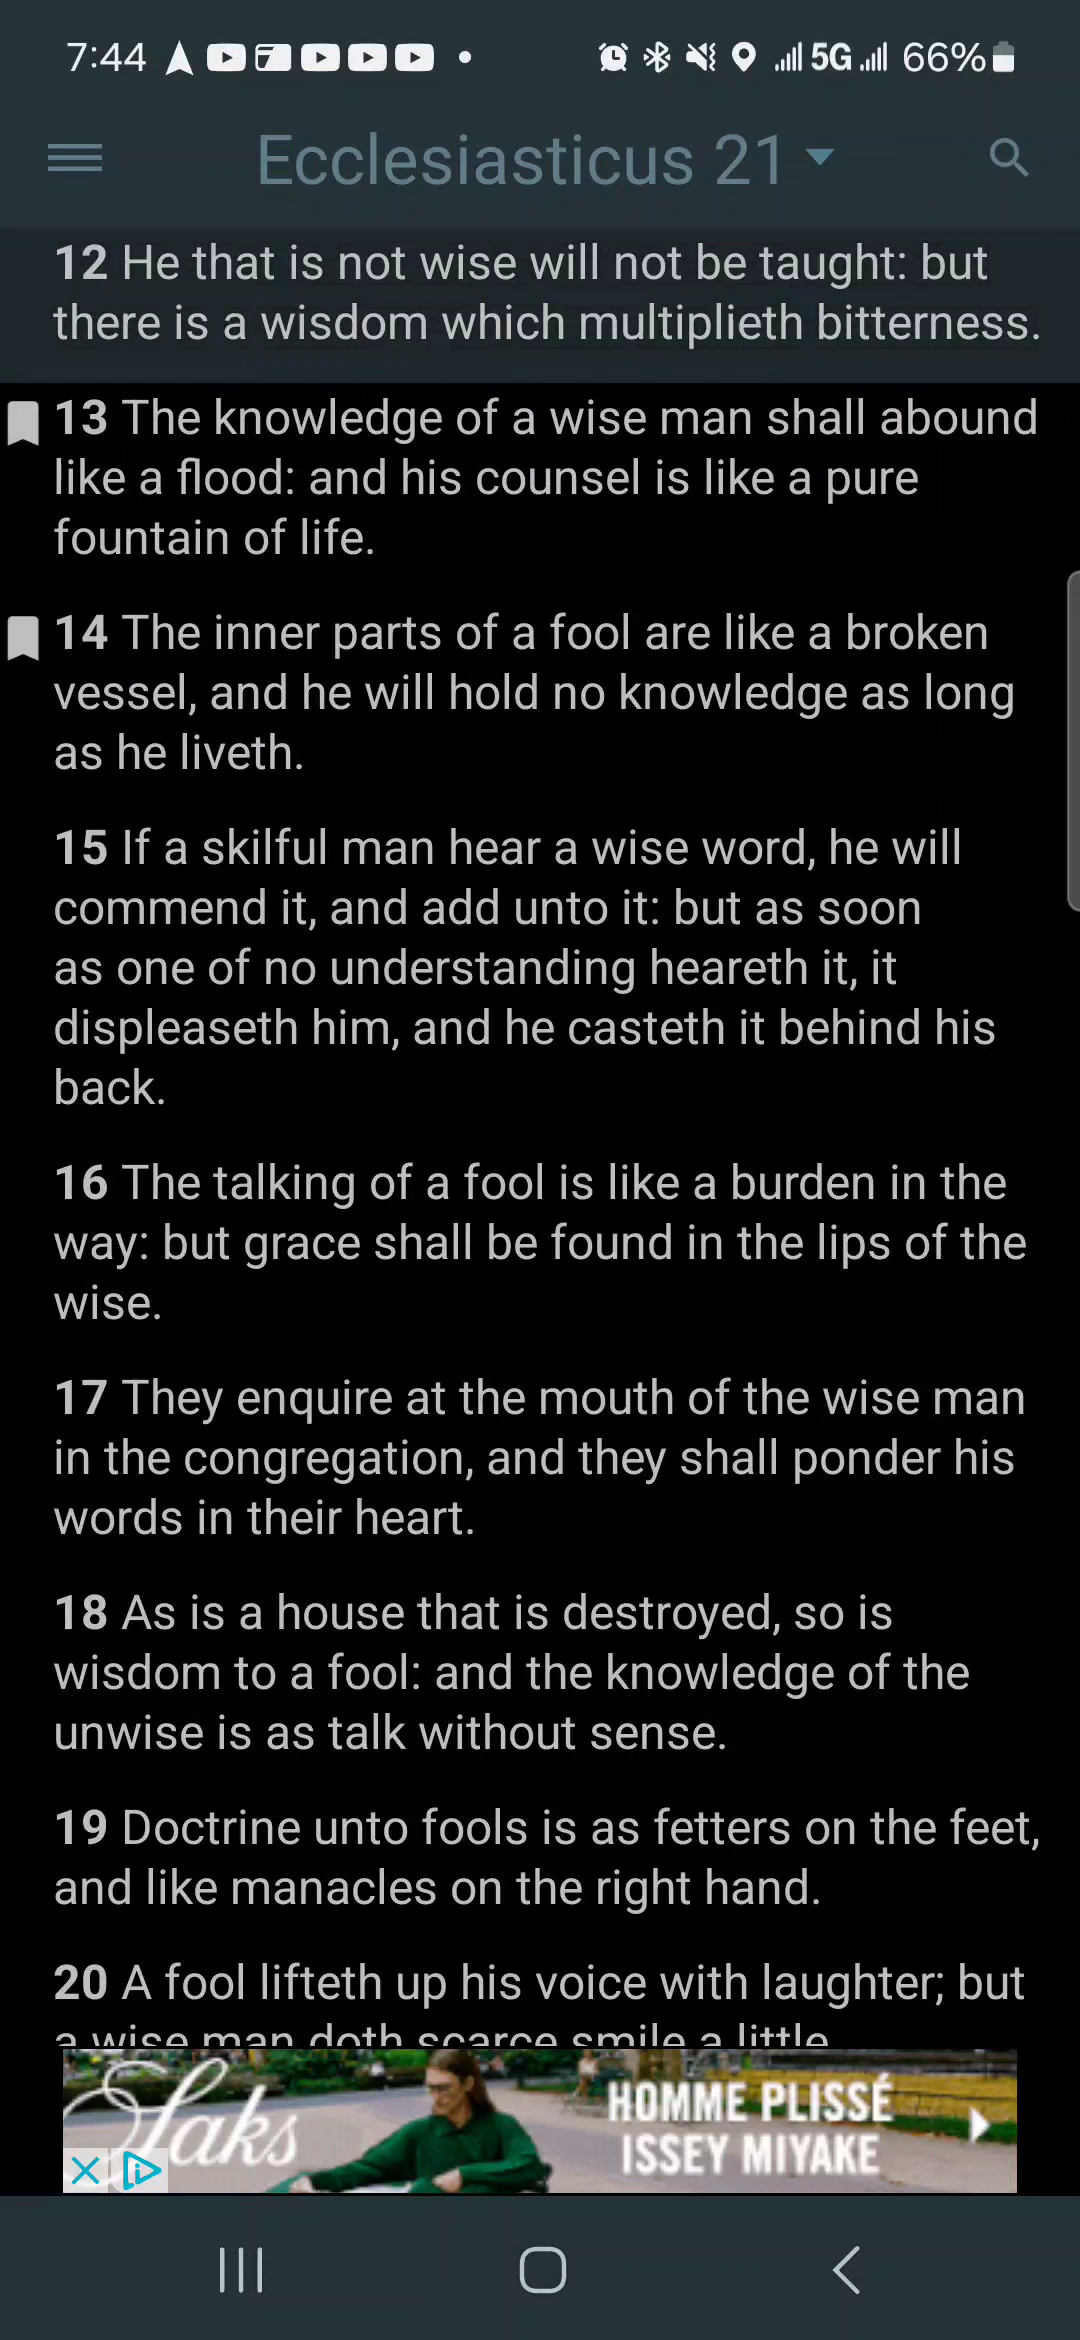 7:44
5G 66%
Ecclesiasticus 21
12 He that is not wise will not be taught: but
there is a wisdom which multiplieth bitterness.
13 The knowledge of a wise man shall abound
like a flood: and his counsel is like a pure
fountain of life.
14 The inner parts of a fool are like a broken
vessel, and he will hold no knowledge as long
as he liveth.
15 If a skilful man hear a wise word, he will
commend it, and add unto it: but as soon
as one of no understanding heareth it, it
displeaseth him, and he casteth it behind his
back.
16 The talking of a fool is like a burden in the
way: but grace shall be found in the lips of the
wise.
17 They enquire at the mouth of the wise man
in the congregation, and they shall ponder his
words in their heart.
18 As is a house that is destroyed, so is
wisdom to a fool: and the knowledge of the
unwise is as talk without sense.
19 Doctrine unto fools is as fetters on the feet,
and like manacles on the right hand.
20 A fool lifteth up his voice with laughter; but
a wise man doth scarce smile a little.
Saks
HOMME PLISSÉ
ISSEY MIYAKE